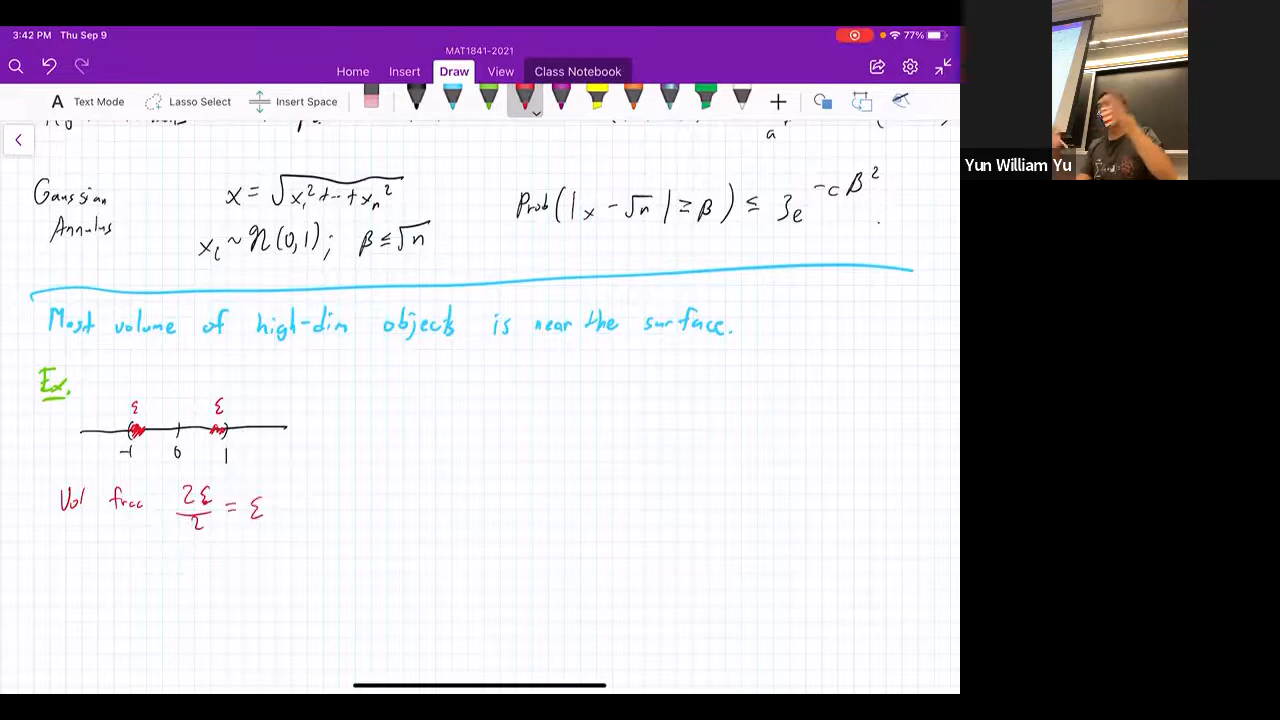 3:42 PM Thu Sep 9
77%
MAT1841-2021
Home Insert Draw View Class Notebook
A Text Mode Lasso Select Insert Space
a
Gaussian Annulus
x = √(x₁² + ··· + xₙ²)
xᵢ ~ N(0,1); β ≤ √n
Prob(|x − √n| ≥ β) ≤ 3e^(−cβ²).
Most volume of high-dim objects is near the surface.
Ex.
ε ε
-1 0 1
Vol frac 2ε/2 = ε
Yun William Yu